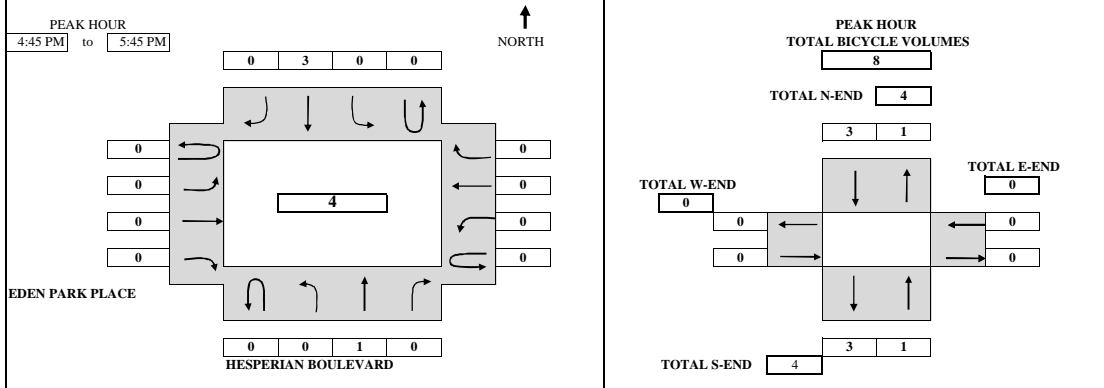 PEAK HOUR
4:45 PM to 5:45 PM
NORTH
0 3 0 0
0 0
0 0
4
0 0
0 0
EDEN PARK PLACE
0 0 1 0
HESPERIAN BOULEVARD
PEAK HOUR
TOTAL BICYCLE VOLUMES
8
TOTAL N-END 4
3 1
TOTAL W-END
0
TOTAL E-END
0
0 0
0 0
3 1
TOTAL S-END 4